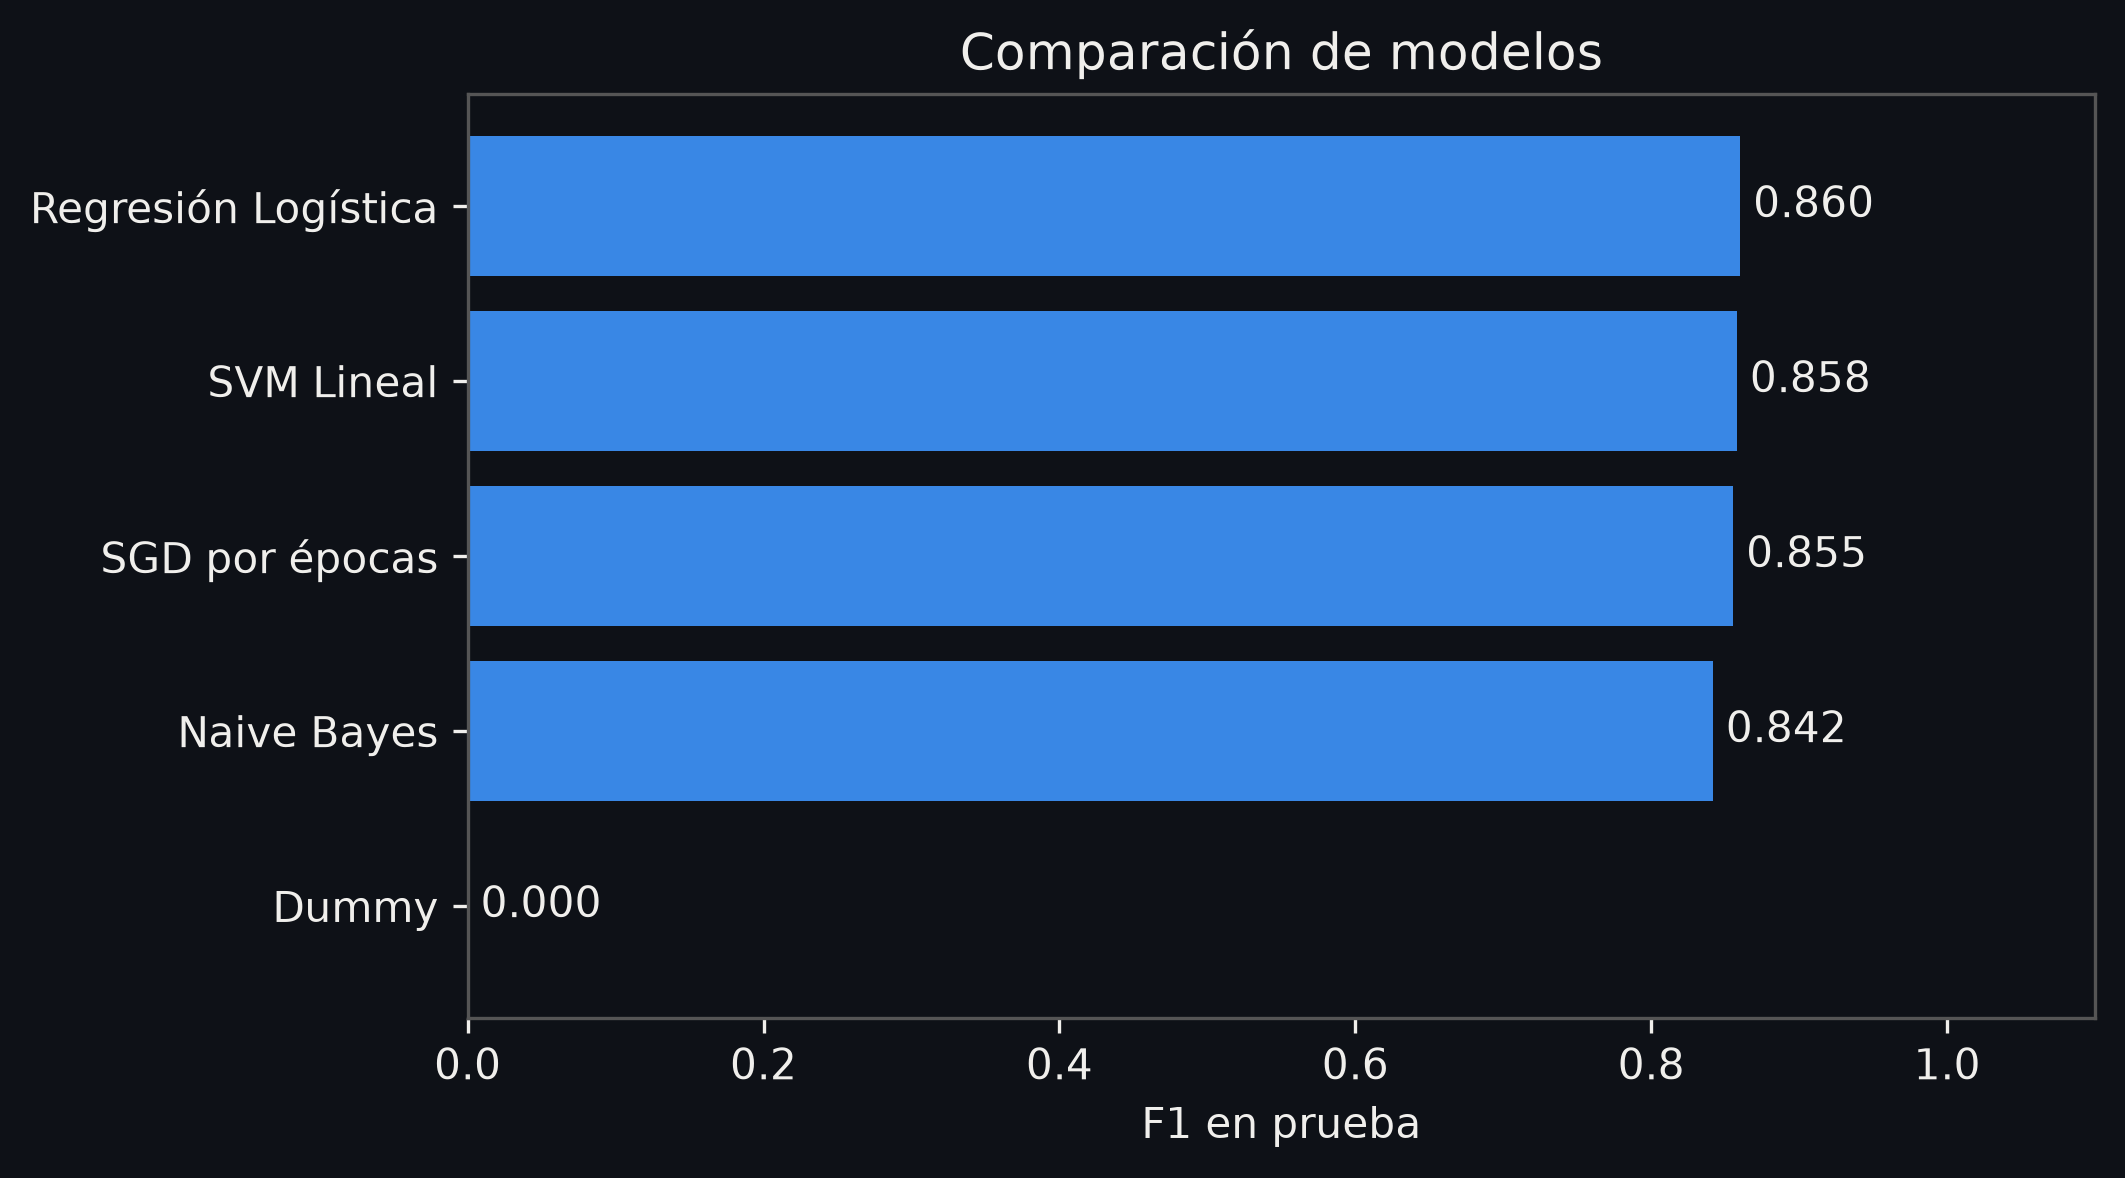 Comparación de modelos
Regresión Logística
0.860
SVM Lineal
0.858
SGD por épocas
0.855
Naive Bayes
0.842
Dummy
0.000
0.0 0.2 0.4 0.6 0.8 1.0
F1 en prueba